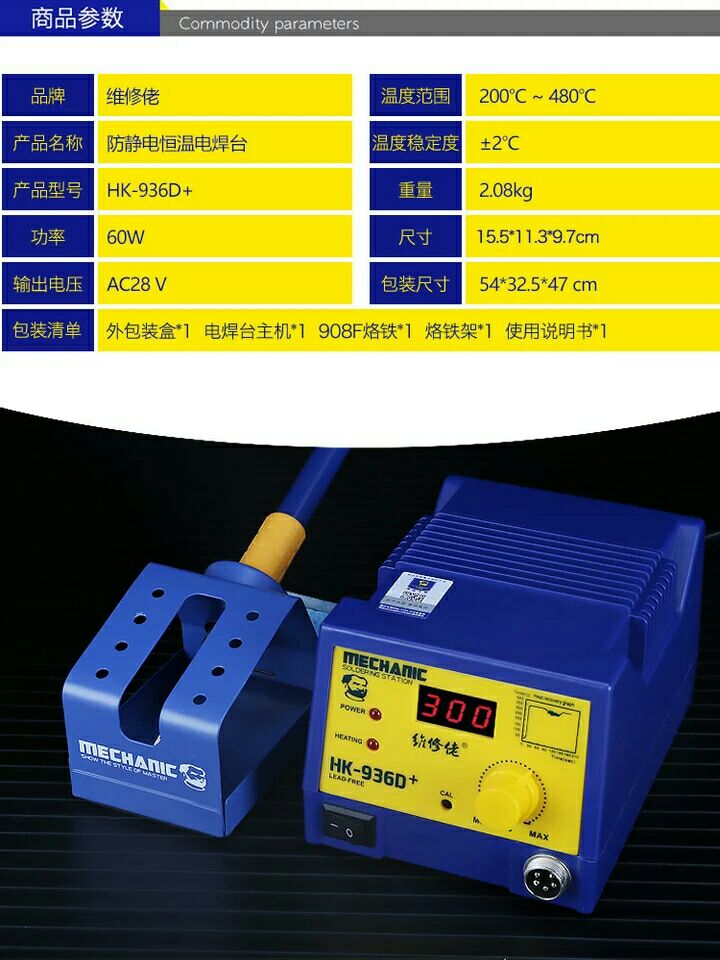 商品参数
Commodity parameters
品牌 维修佬 温度范围 200℃ ~ 480℃
产品名称 防静电恒温电焊台 温度稳定度 ±2℃
产品型号 HK-936D+ 重量 2.08kg
功率 60W 尺寸 15.5*11.3*9.7cm
输出电压 AC28 V 包装尺寸 54*32.5*47 cm
包装清单 外包装盒*1 电焊台主机*1 908F烙铁*1 烙铁架*1 使用说明书*1
MECHANIC
SOLDERING STATION
POWER
300
Heat recovery graph
Time(sec)
HEATING
维修佬®
HK-936D+
LEAD-FREE
CAL
MAX
MECHANIC
SHOW THE STYLE OF MASTER